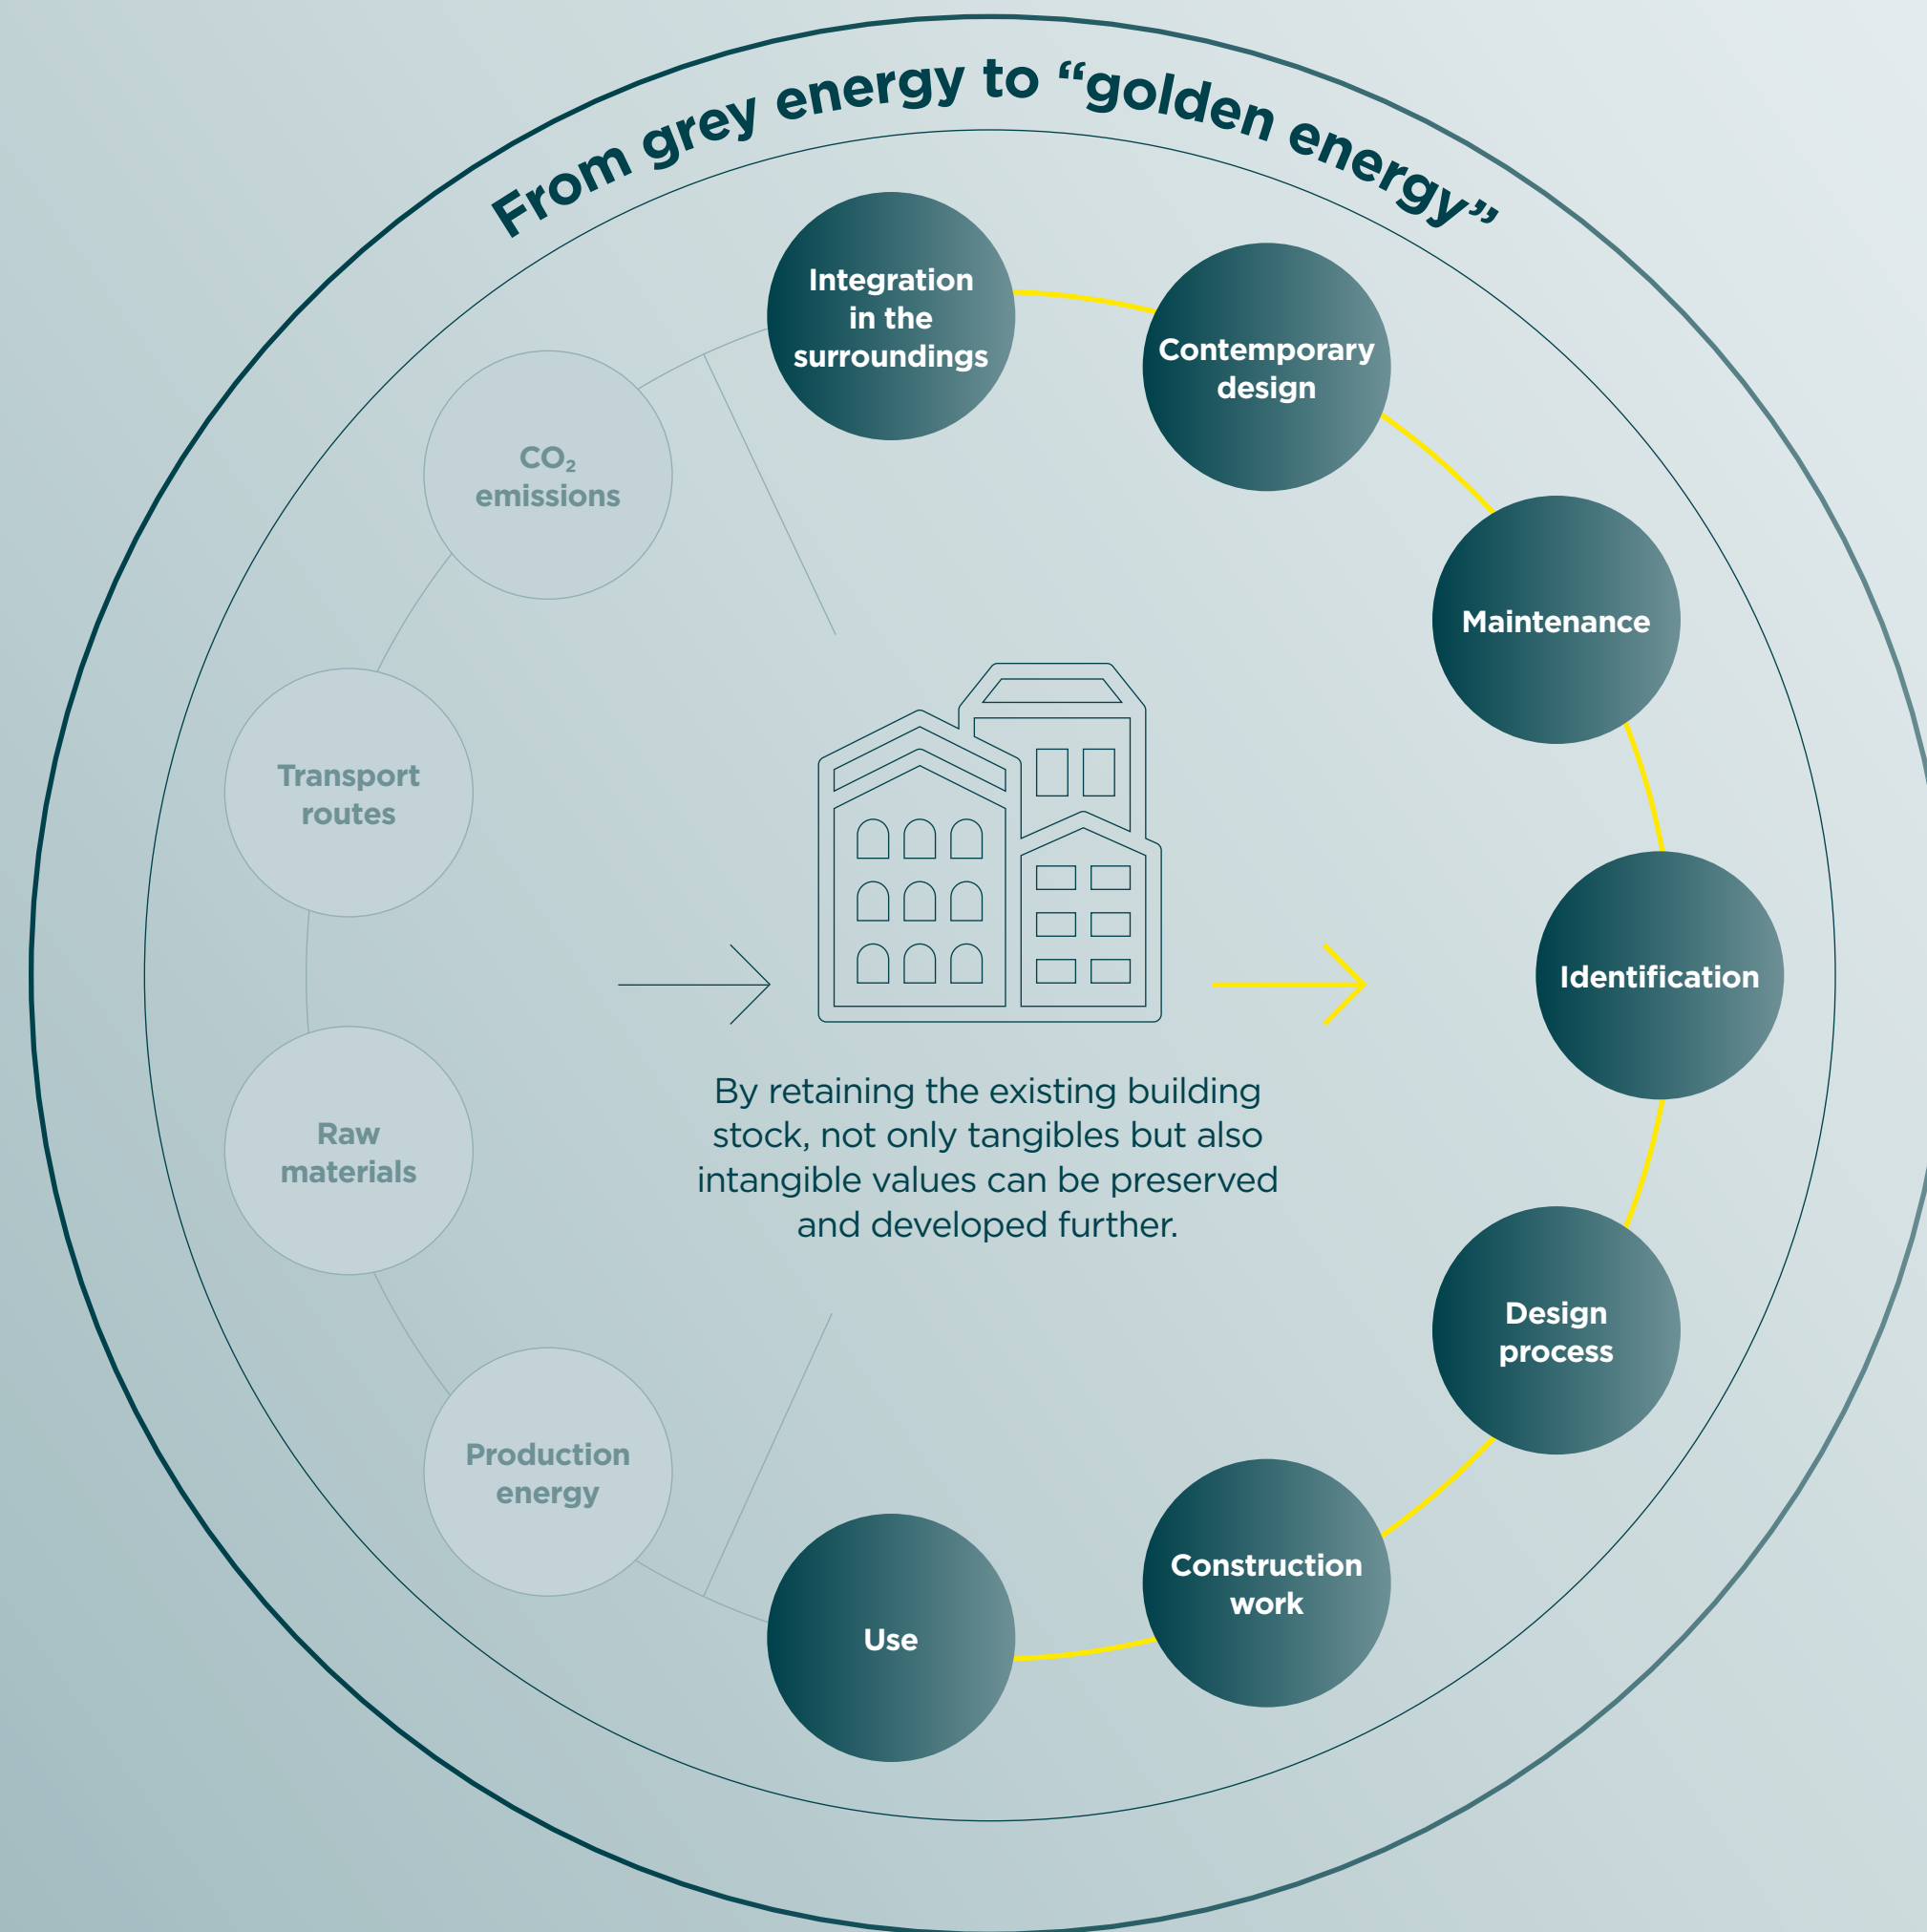 From grey energy to “golden energy”
Integration
in the
surroundings
Contemporary
design
Maintenance
Identification
Design
process
Construction
work
Use
Production
energy
Raw
materials
Transport
routes
CO₂
emissions
By retaining the existing building
stock, not only tangibles but also
intangible values can be preserved
and developed further.